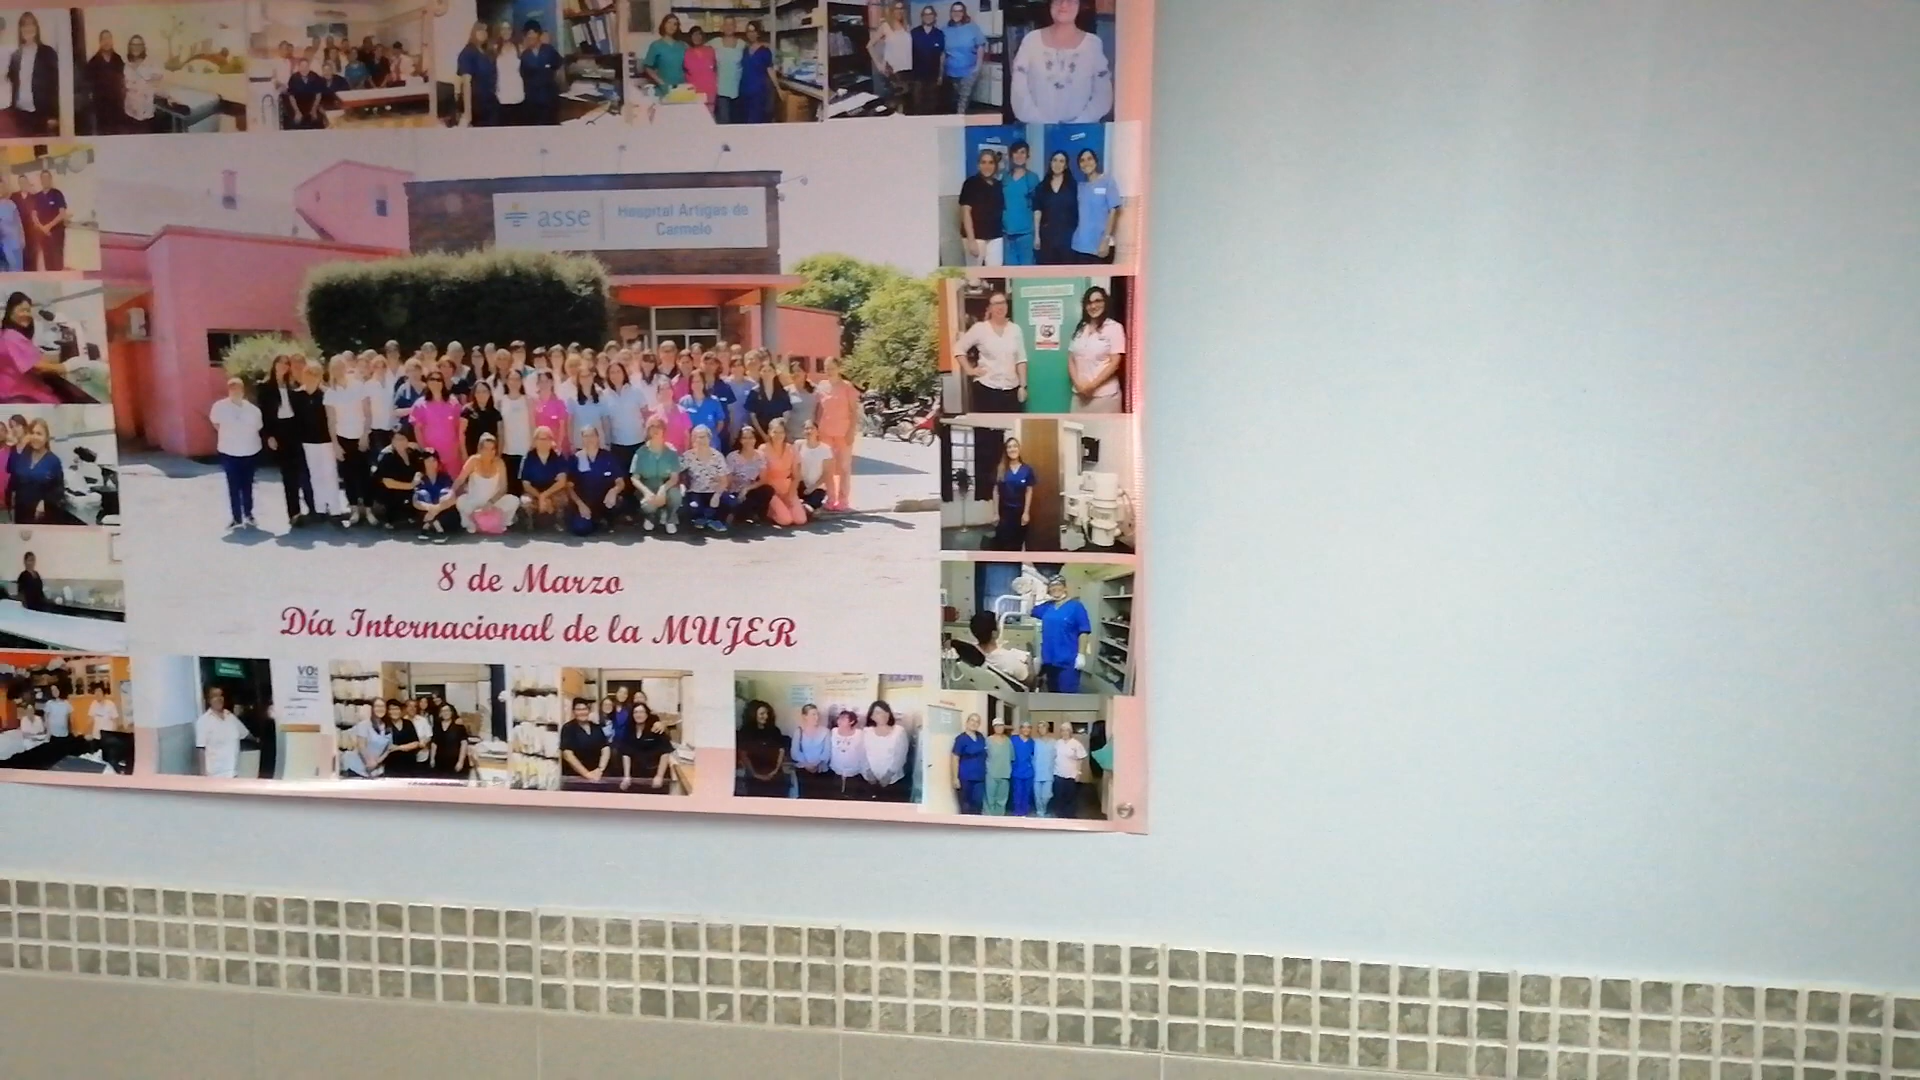 asse
Hospital Artigas de
Carmelo
8 de Marzo
Día Internacional de la MUJER